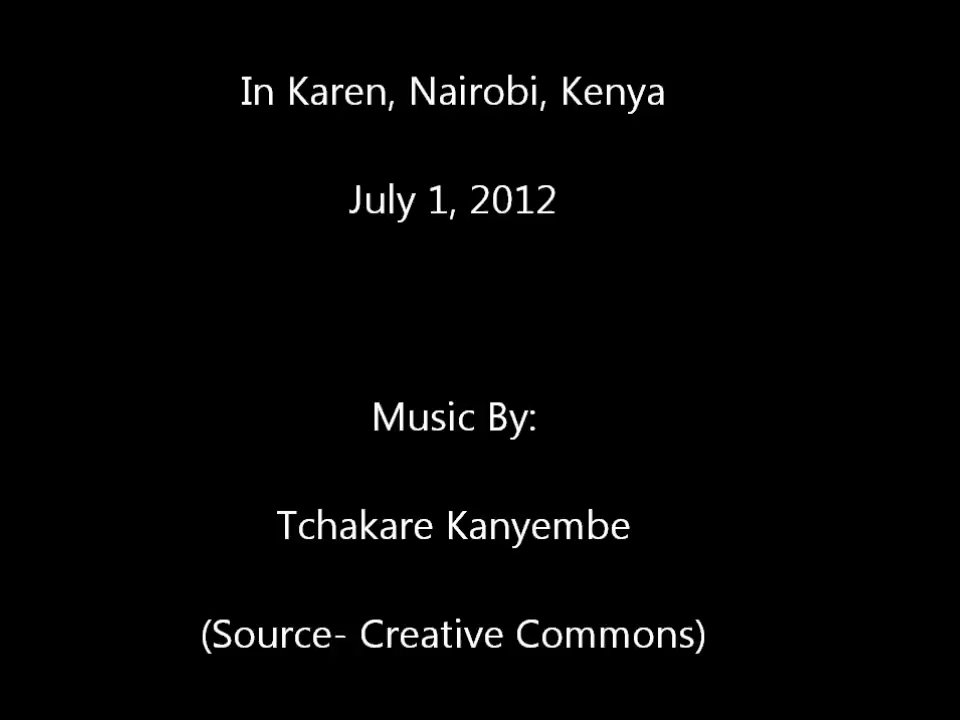 In Karen, Nairobi, Kenya
July 1, 2012
Music By:
Tchakare Kanyembe
(Source- Creative Commons)